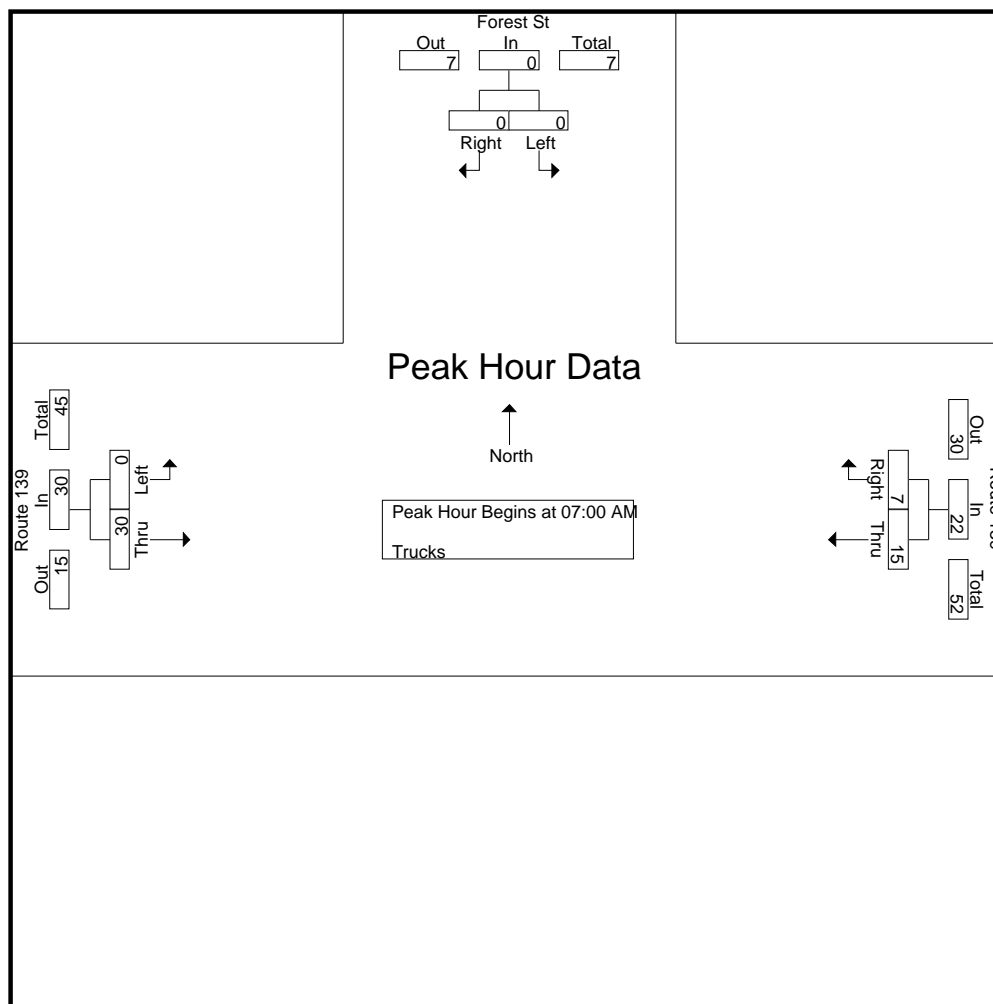 Forest St
Out In Total
7 0 7
0 0
Right Left
Peak Hour Data
North
Peak Hour Begins at 07:00 AM
Trucks
Route 139
Total In Out
45 30 15
0 30
Left Thru
Right Thru
7 15
Out In Total
30 22 52